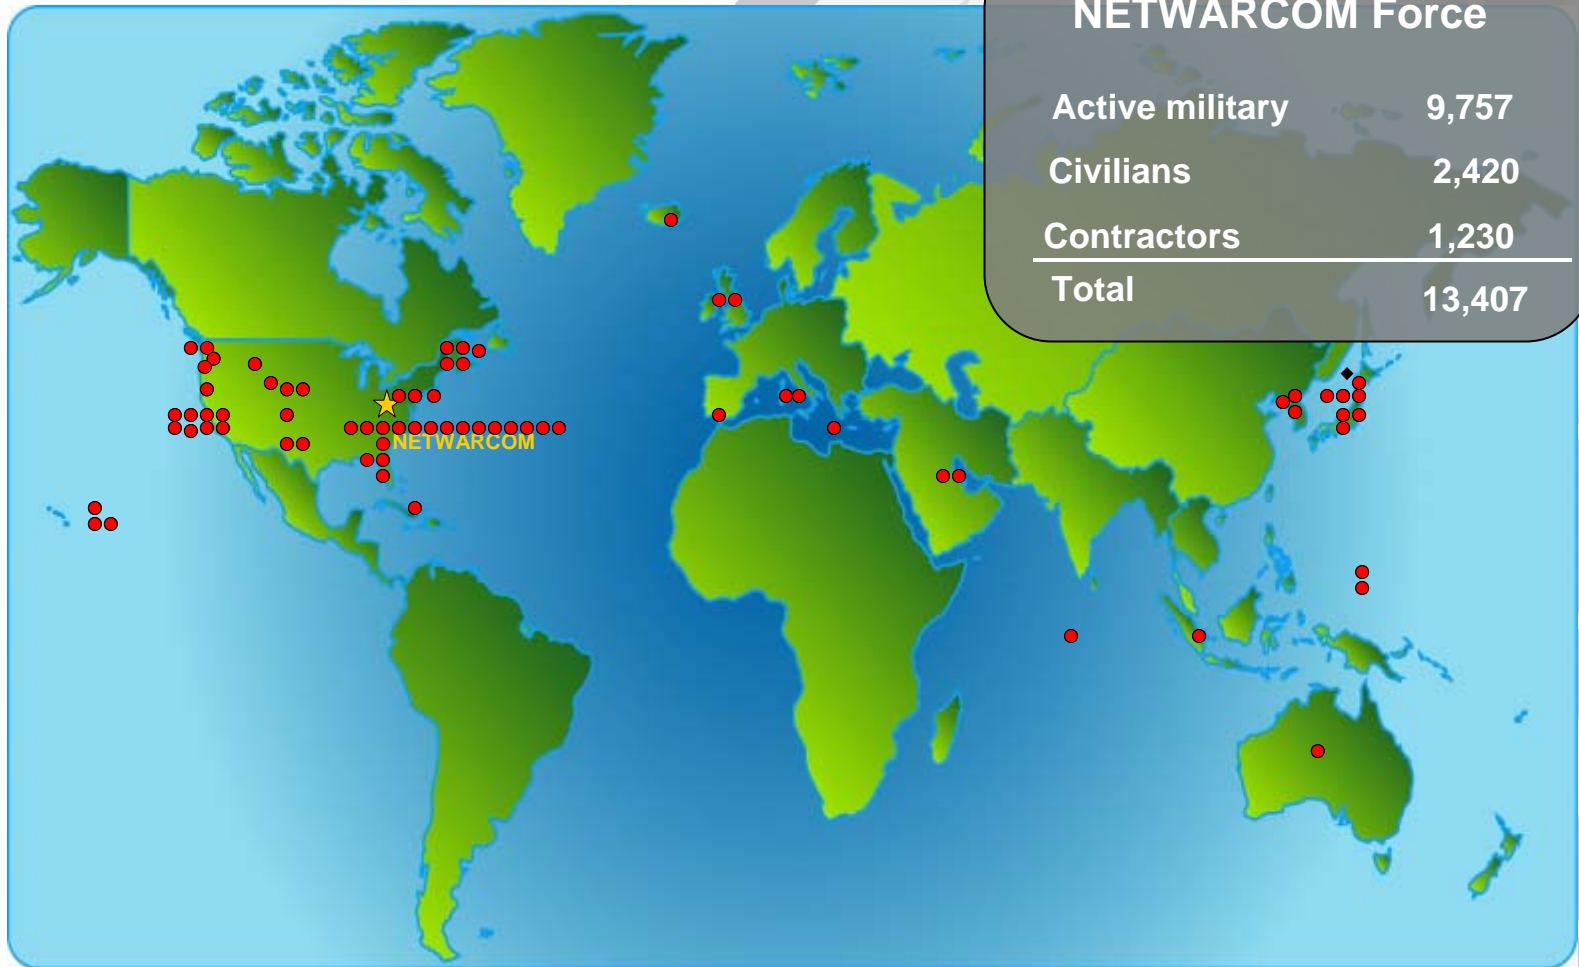 NETWARCOM Force
Active military 9,757
Civilians 2,420
Contractors 1,230
Total 13,407
NETWARCOM